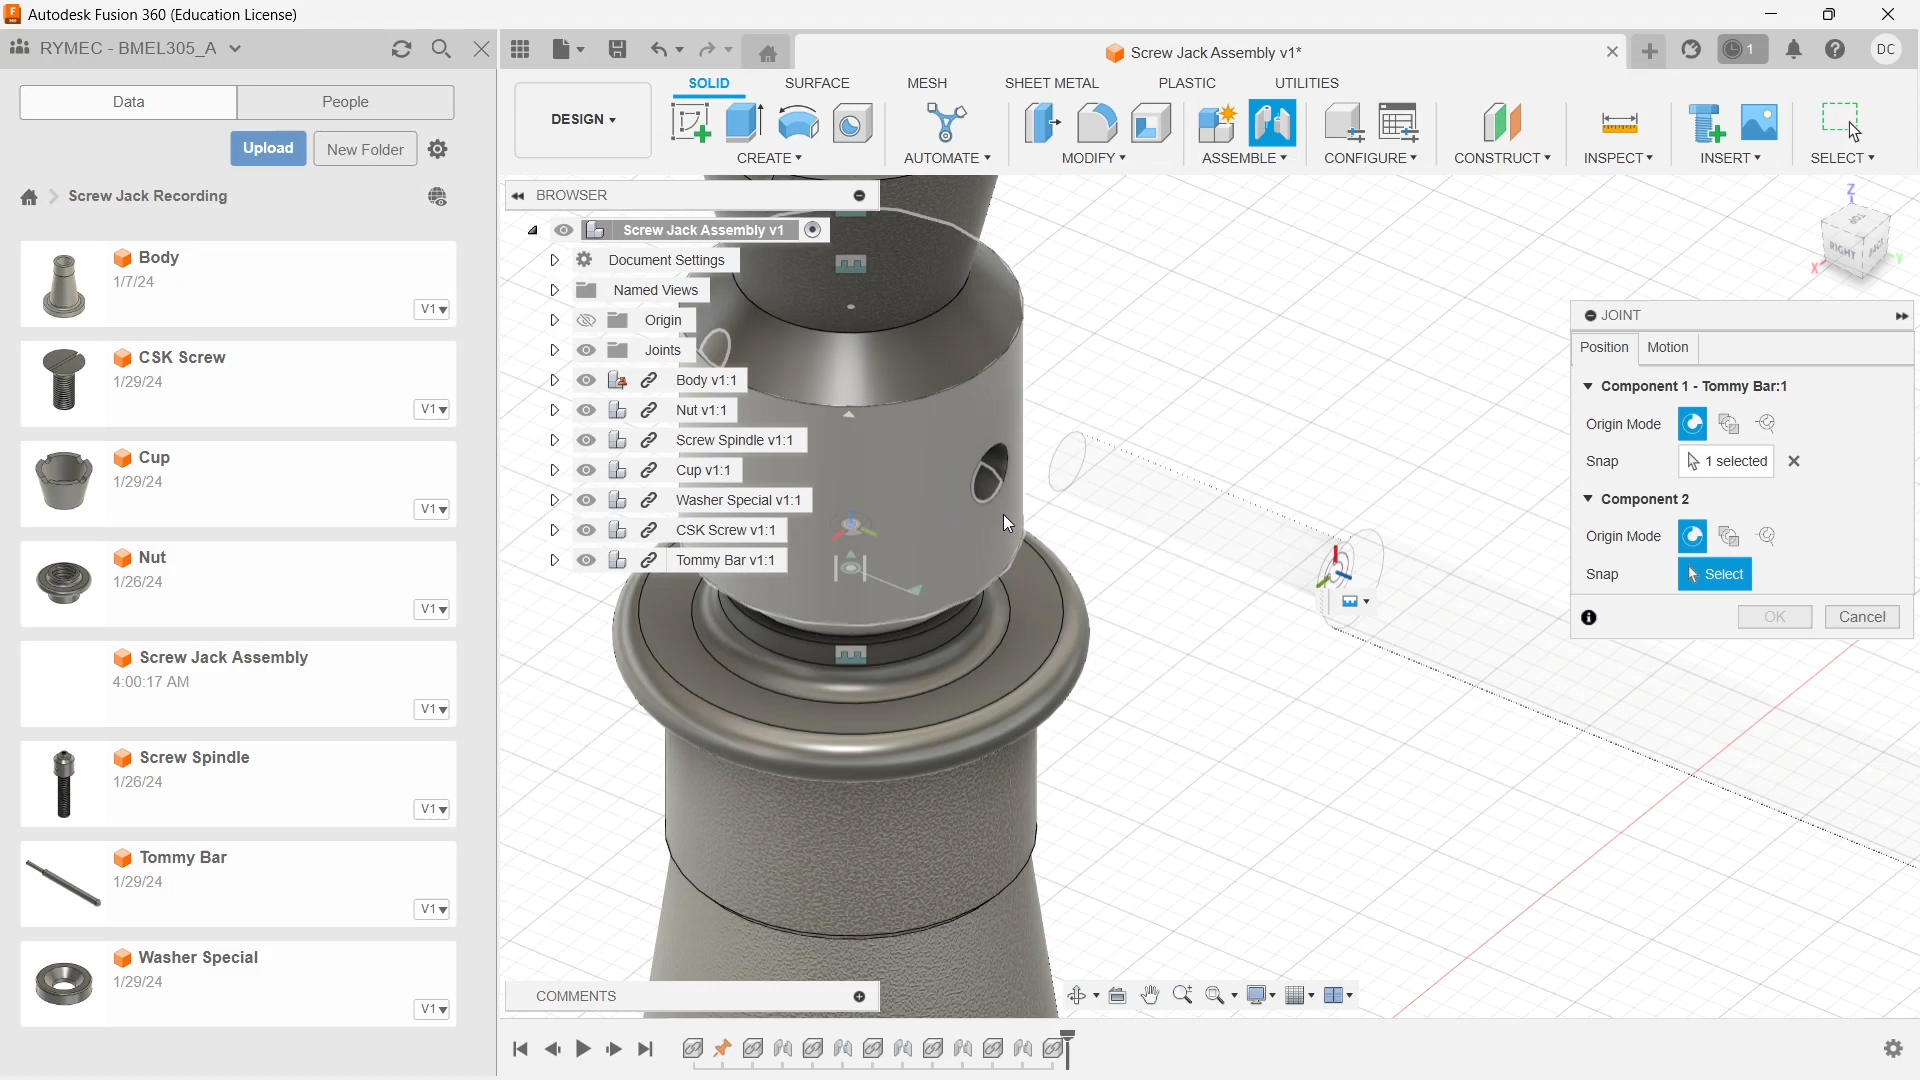 Autodesk Fusion 360 (Education License)
RYMEC - BMEL305_A
Data
People
Upload
New Folder
Screw Jack Recording
Body
1/7/24
V1
CSK Screw
1/29/24
V1
Cup
1/29/24
V1
Nut
1/26/24
V1
Screw Jack Assembly
4:00:17 AM
V1
Screw Spindle
1/26/24
V1
Tommy Bar
1/29/24
V1
Washer Special
1/29/24
V1
Screw Jack Assembly v1*
1
DC
SOLID
SURFACE
MESH
SHEET METAL
PLASTIC
UTILITIES
DESIGN
CREATE
AUTOMATE
MODIFY
ASSEMBLE
CONFIGURE
CONSTRUCT
INSPECT
INSERT
SELECT
BROWSER
Screw Jack Assembly v1
Document Settings
Named Views
Origin
Joints
Body v1:1
Nut v1:1
Screw Spindle v1:1
Cup v1:1
Washer Special v1:1
CSK Screw v1:1
Tommy Bar v1:1
Z
TOP
RIGHT
BACK
X
Y
JOINT
Position
Motion
Component 1 - Tommy Bar:1
Origin Mode
Snap
1 selected
Component 2
Origin Mode
Snap
Select
OK
Cancel
COMMENTS